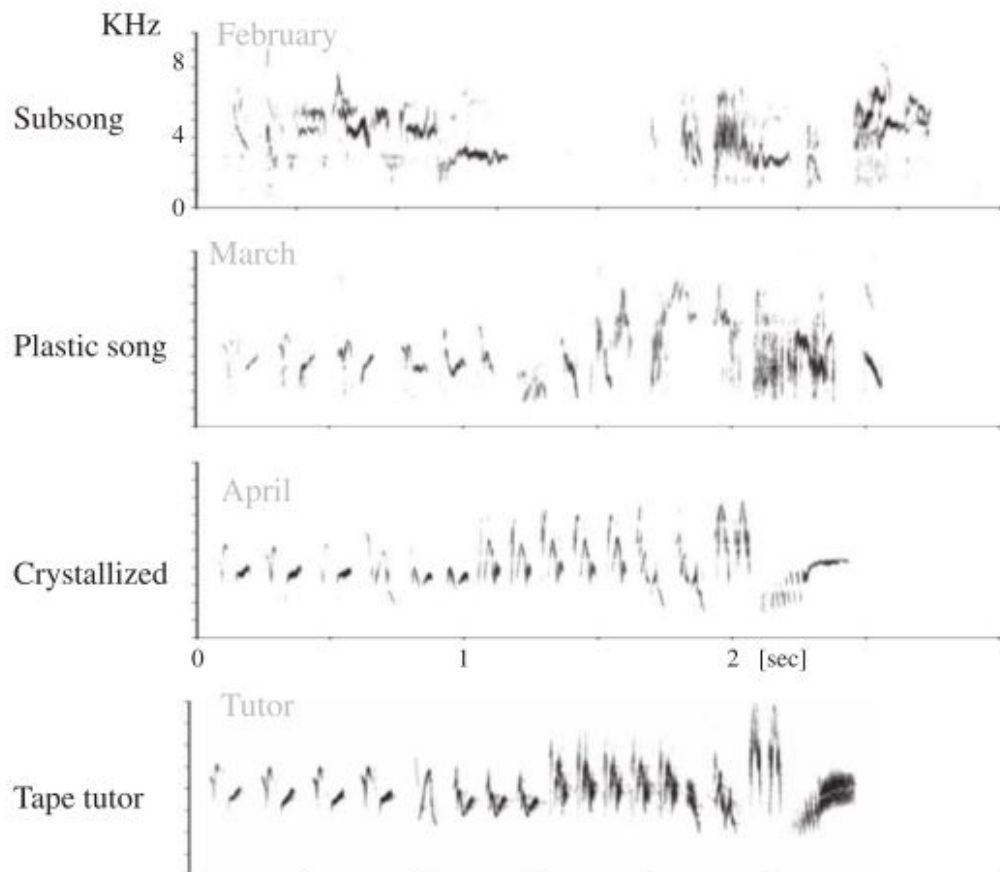 KHz
February
8
Subsong
4
0
March
Plastic song
April
Crystallized
0 1 2 [sec]
Tutor
Tape tutor